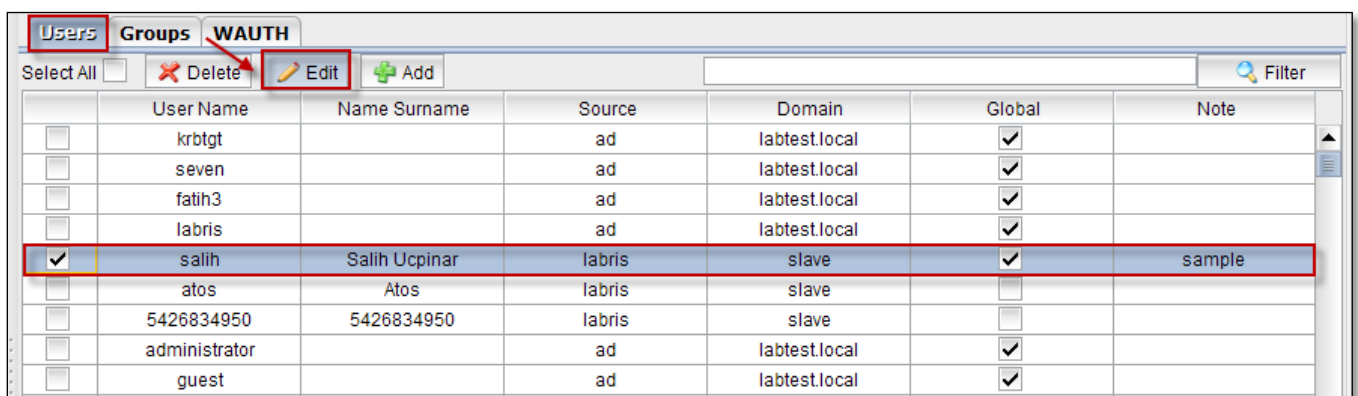 Users Groups WAUTH
Select All Delete Edit Add Filter
User Name Name Surname Source Domain Global Note
krbtgt ad labtest.local
seven ad labtest.local
fatih3 ad labtest.local
labris ad labtest.local
salih Salih Ucpinar labris slave sample
atos Atos labris slave
5426834950 5426834950 labris slave
administrator ad labtest.local
guest ad labtest.local